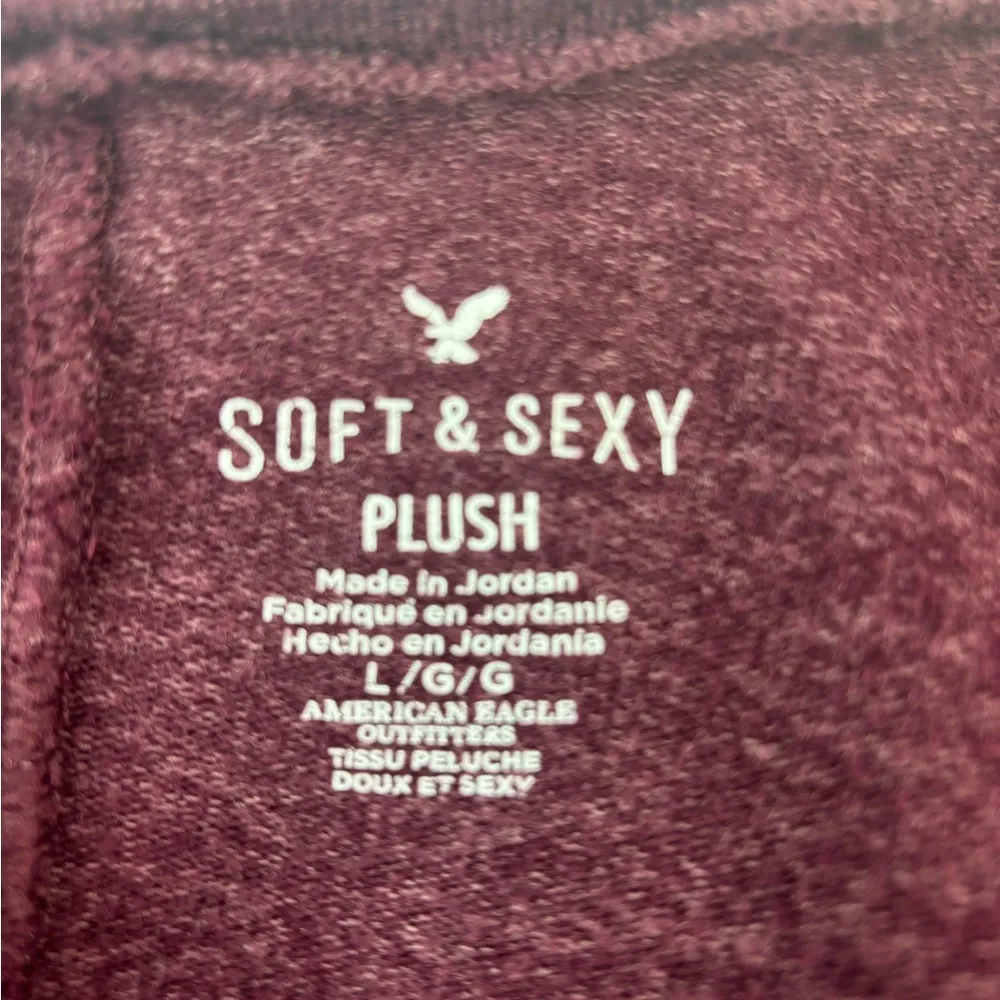 SOFT & SEXY
PLUSH
Made in Jordan
Fabriqué en Jordanie
Hecho en Jordania
L/G/G
AMERICAN EAGLE
OUTFITTERS
TISSU PELUCHE
DOUX ET SEXY